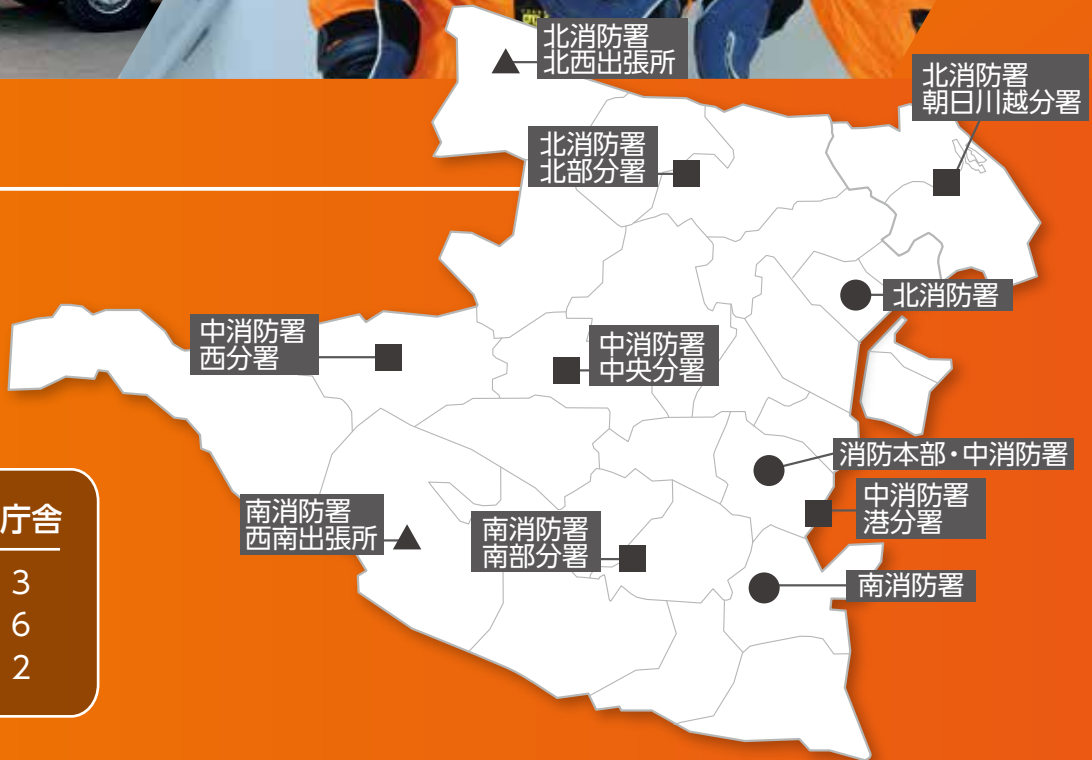 北消防署
北西出張所
北消防署
朝日川越分署
北消防署
北部分署
北消防署
中消防署
西分署
中消防署
中央分署
消防本部・中消防署
中消防署
港分署
南消防署
西南出張所
南消防署
南部分署
南消防署
庁舎
3
6
2